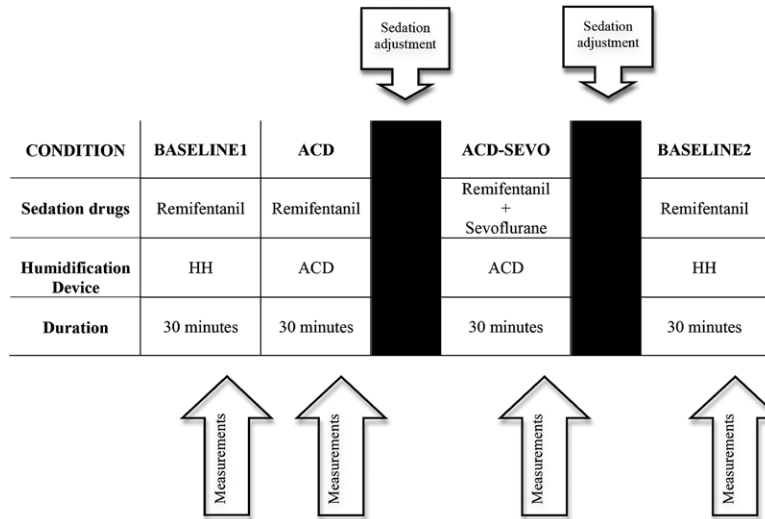 Sedation
adjustment
Sedation
adjustment
CONDITION BASELINE1 ACD ACD-SEVO BASELINE2
Sedation drugs Remifentanil Remifentanil Remifentanil
+
Sevoflurane Remifentanil
Humidification
Device HH ACD ACD HH
Duration 30 minutes 30 minutes 30 minutes 30 minutes
Measurements Measurements Measurements Measurements